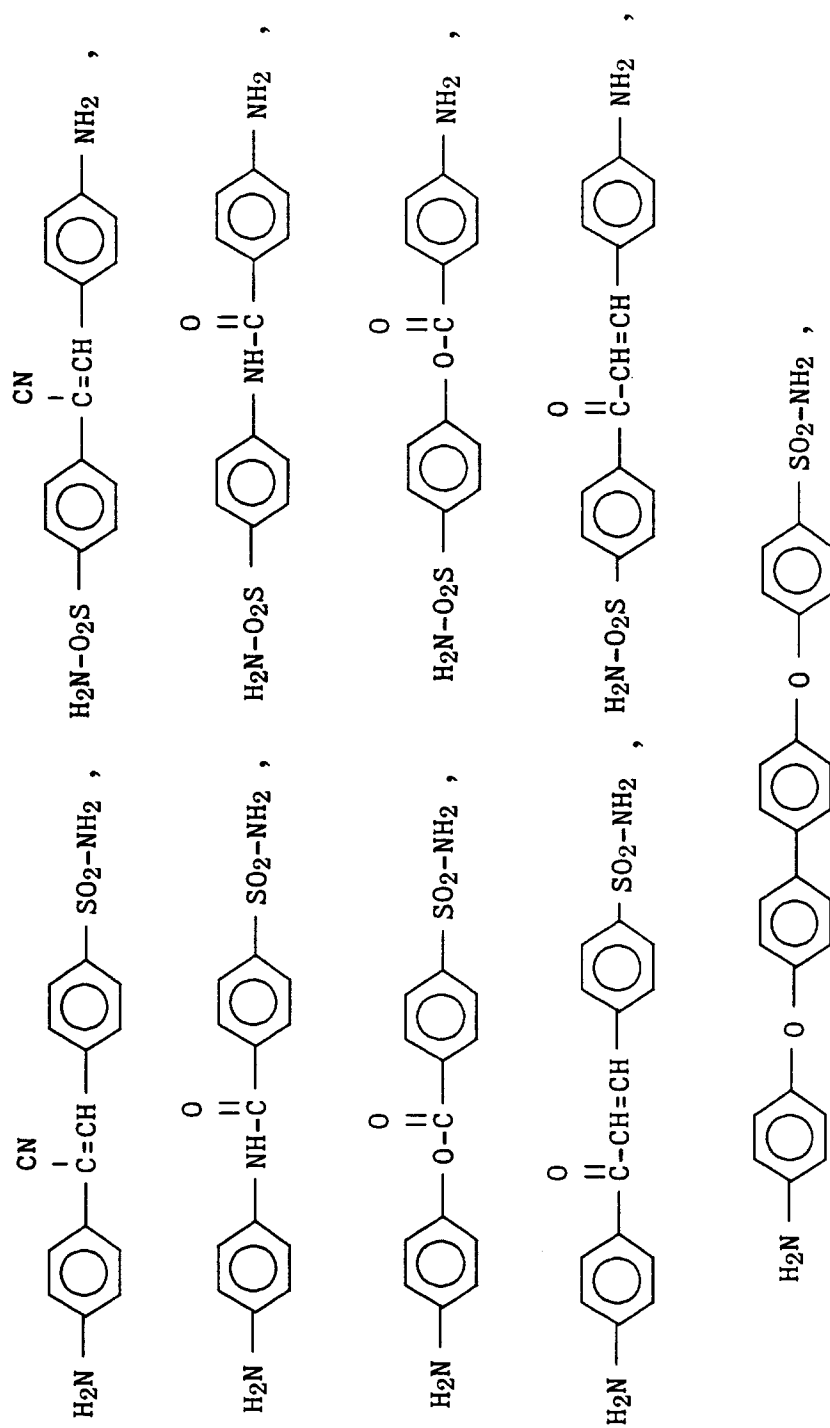 CN CN
H2N C=CH SO2-NH2 , H2N-O2S C=CH NH2 ,
O O
H2N NH-C SO2-NH2 , H2N-O2S NH-C NH2 ,
O O
H2N O-C SO2-NH2 , H2N-O2S O-C NH2 ,
O O
H2N C-CH=CH SO2-NH2 , H2N-O2S C-CH=CH NH2 ,
H2N O O SO2-NH2 ,